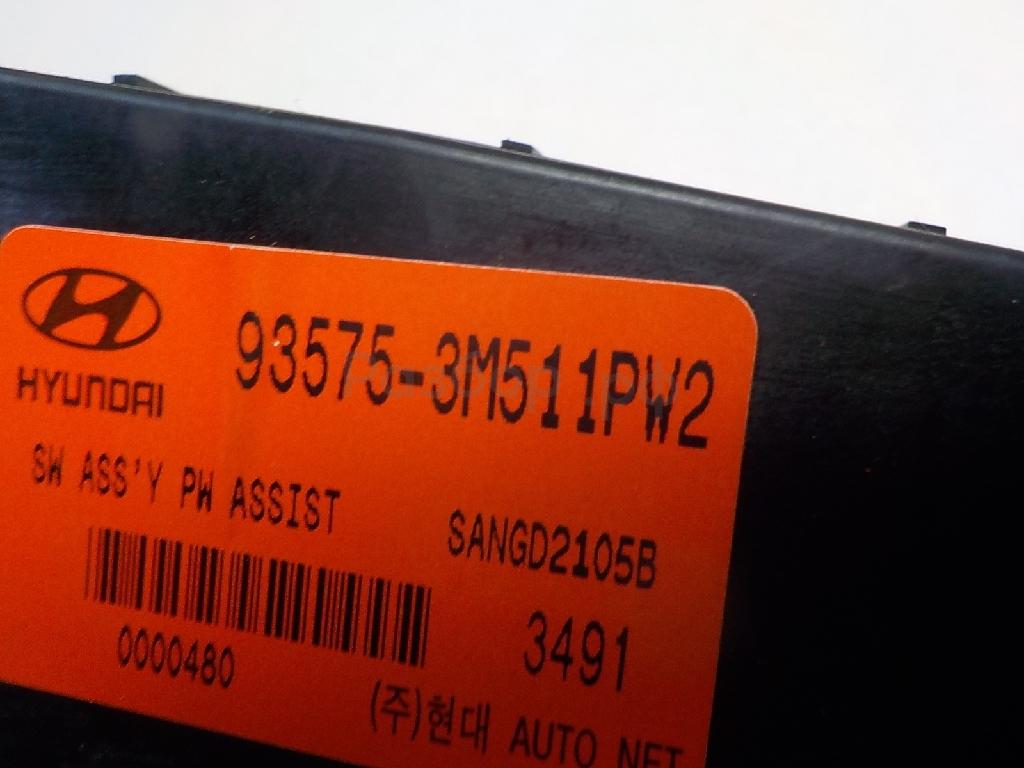 93575-3M511PW2
HYUNDAI
SW ASS'Y PW ASSIST
SANGD2105B
3491
0000480
(주)현대 AUTO NET